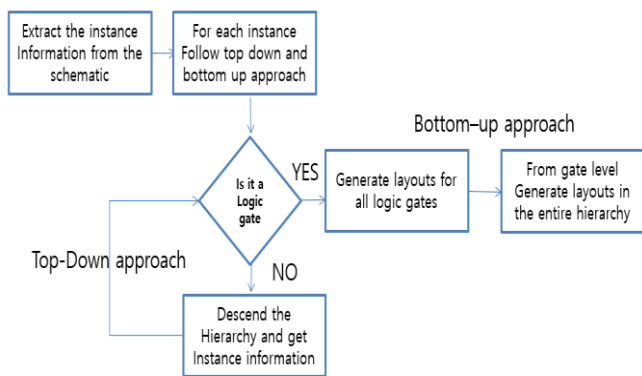 Extract the instance
Information from the
schematic
For each instance
Follow top down and
bottom up approach
Bottom–up approach
Is it a
Logic
gate
YES
Generate layouts for
all logic gates
From gate level
Generate layouts in
the entire hierarchy
Top-Down approach
NO
Descend the
Hierarchy and get
Instance information